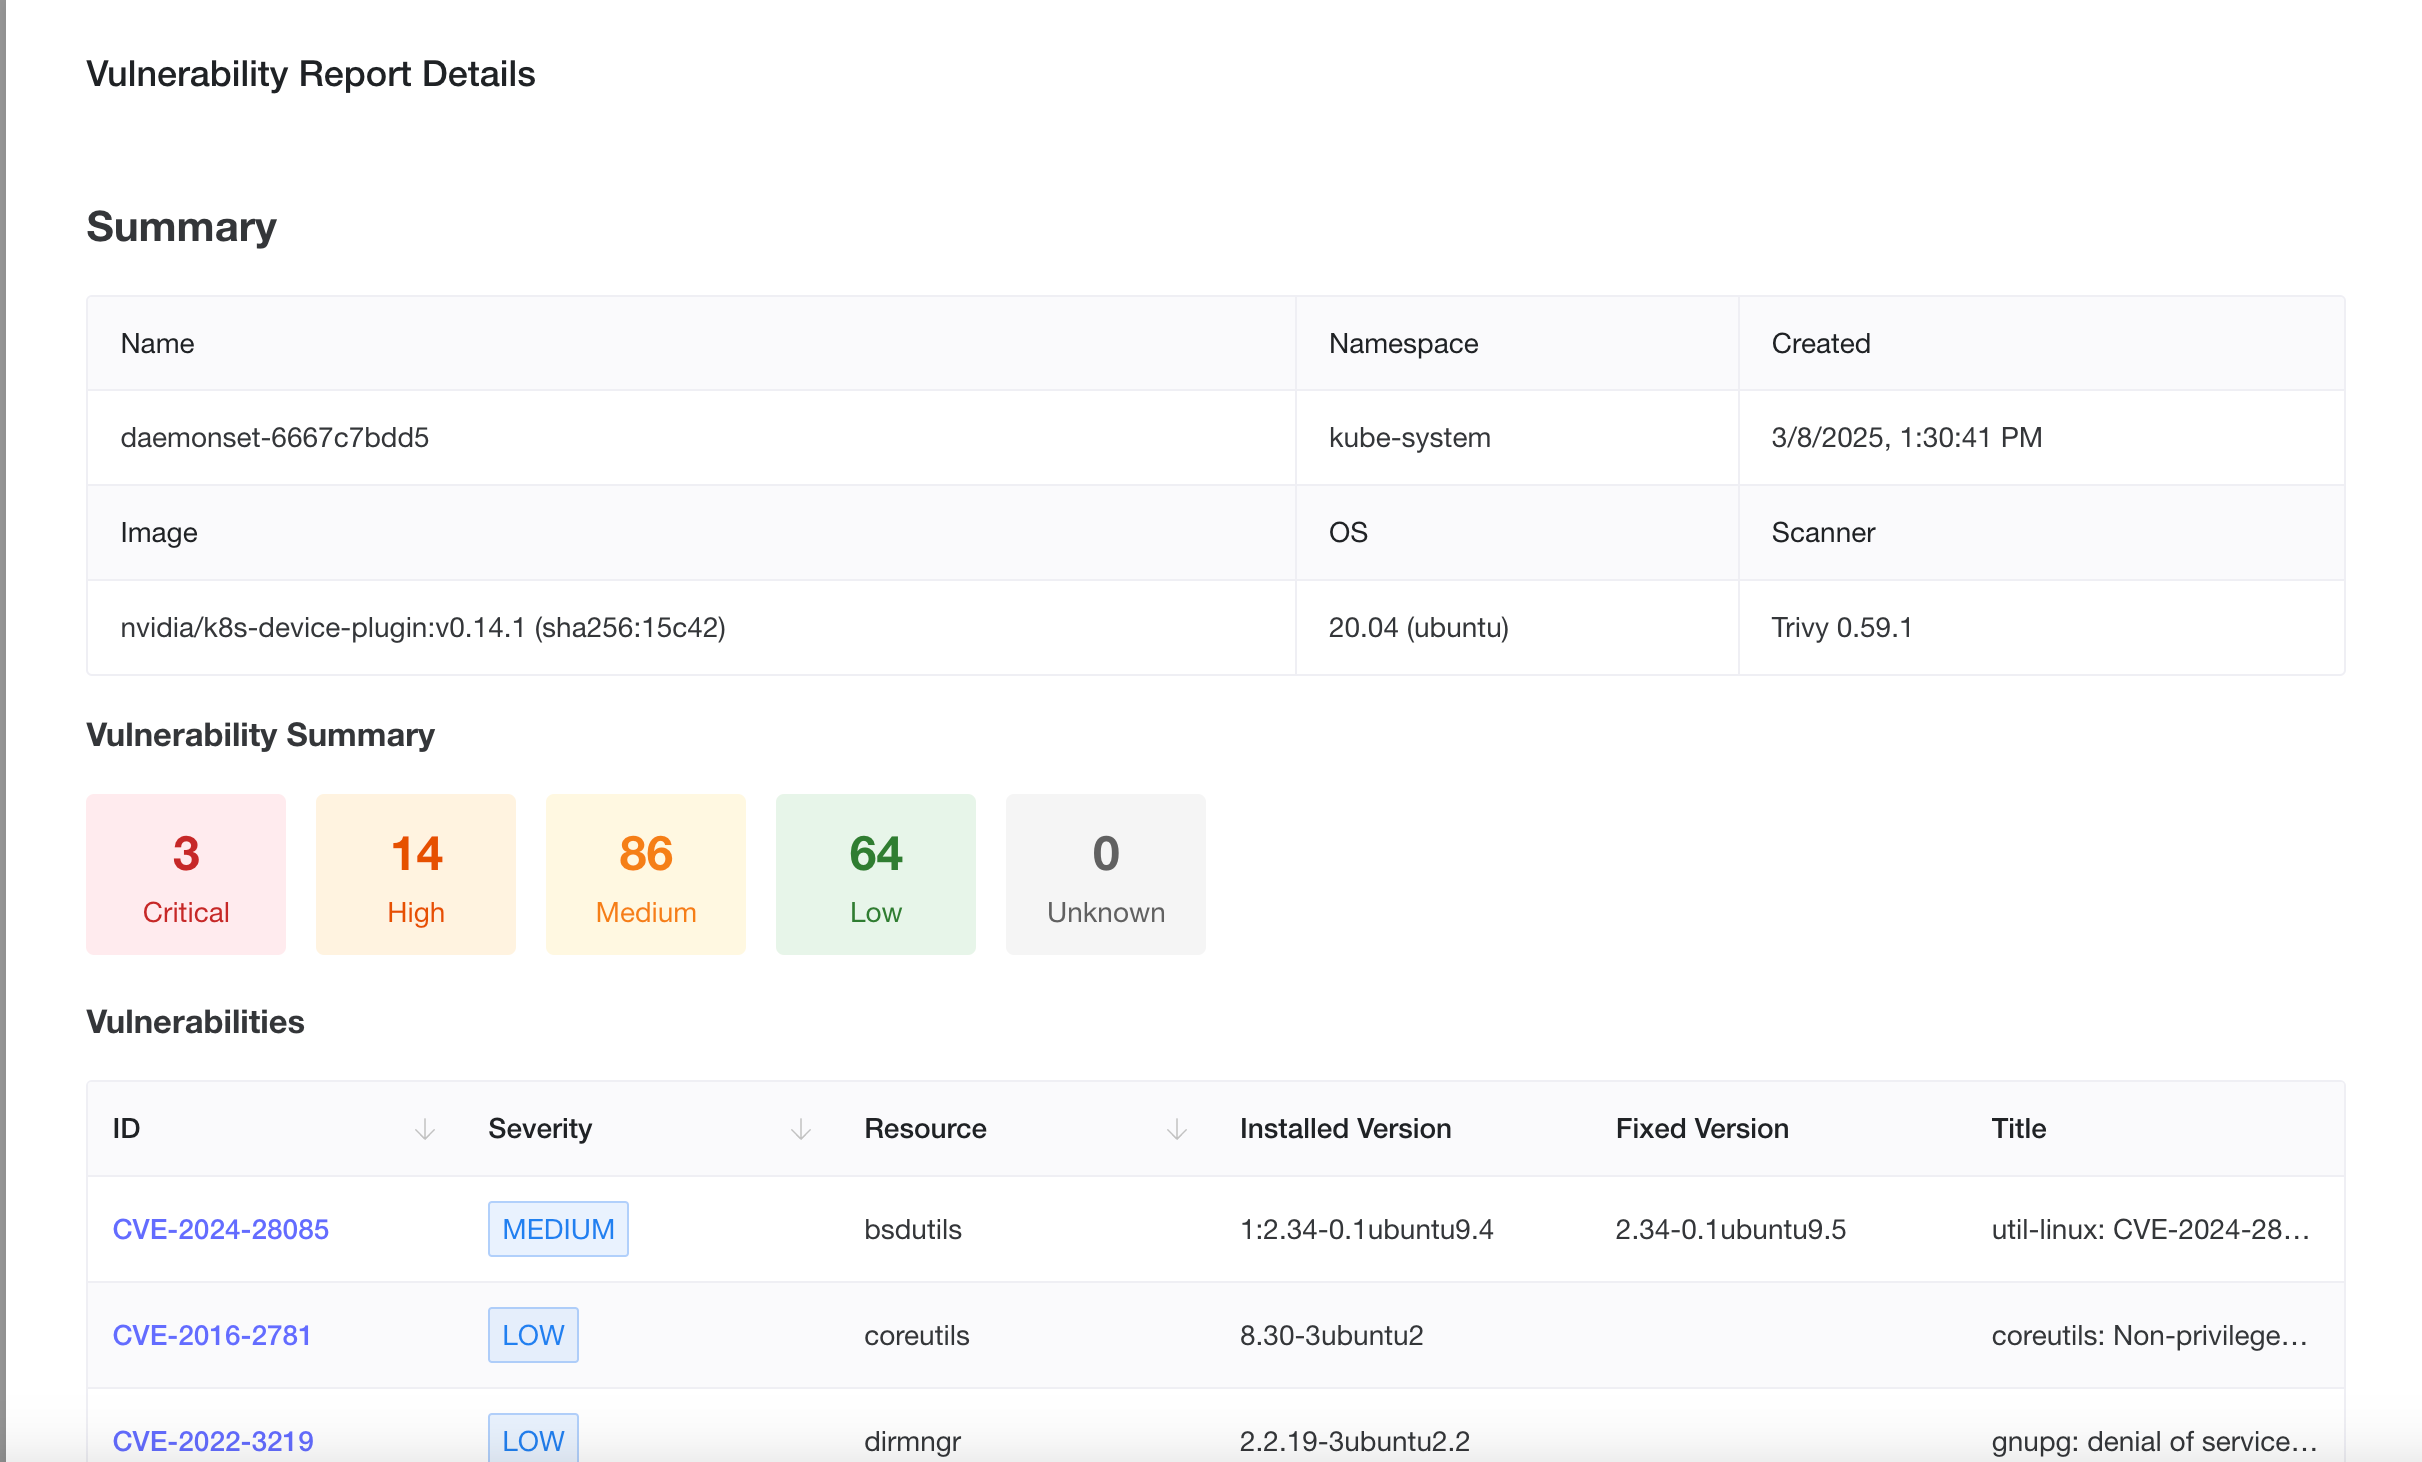 Vulnerability Report Details
Summary
Name Namespace Created
daemonset-6667c7bdd5 kube-system 3/8/2025, 1:30:41 PM
Image OS Scanner
nvidia/k8s-device-plugin:v0.14.1 (sha256:15c42) 20.04 (ubuntu) Trivy 0.59.1
Vulnerability Summary
3 14 86 64 0
Critical High Medium Low Unknown
Vulnerabilities
ID Severity Resource Installed Version Fixed Version Title
CVE-2024-28085 MEDIUM bsdutils 1:2.34-0.1ubuntu9.4 2.34-0.1ubuntu9.5 util-linux: CVE-2024-28…
CVE-2016-2781 LOW coreutils 8.30-3ubuntu2 coreutils: Non-privilege…
CVE-2022-3219 LOW dirmngr 2.2.19-3ubuntu2.2 gnupg: denial of service…